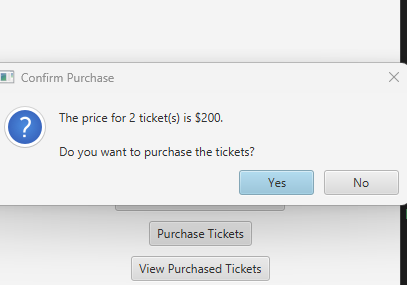 Confirm Purchase
The price for 2 ticket(s) is $200.
Do you want to purchase the tickets?
Yes
No
Purchase Tickets
View Purchased Tickets